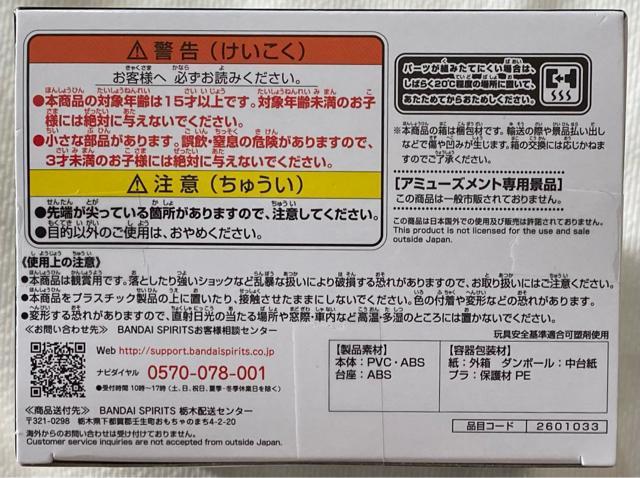 ⚠警告（けいこく）
お客様へ 必ずお読みください。
●本商品の対象年齢は15才以上です。対象年齢未満のお子
様には絶対に与えないでください。
●小さな部品があります。誤飲・窒息の危険がありますので、
3才未満のお子様には絶対に与えないでください。
⚠注意（ちゅうい）
●先端が尖っている箇所がありますので、注意してください。
●目的以外のご使用は、おやめください。
パーツが組みたてにくい場合は、
しばらく20℃程度の場所に置いて、
あたためてからおためしください。
※本商品の箱は梱包材です。輸送の際や景品払い出し
などで傷や凹みが生じます。箱の交換には応じかねま
すのでご了承ください。
【アミューズメント専用景品】
この商品は一般市販されておりません。
この商品は日本国外での使用及び販売は許諾されておりません。
This product is not licensed for the use and sale
outside Japan.
《使用上の注意》
●本商品は観賞用です。落としたり強いショックなど乱暴な扱いにより破損する恐れがありますので、お取り扱いにはご注意ください。
●本商品をプラスチック製品の上に置いたり、接触させたままにしないでください。色の付着や変形などの恐れがあります。
●変形する恐れがありますので、直射日光の当たる場所や窓際・車内など高温・多湿のところには置かないでください。
≪お問い合わせ先≫ BANDAI SPIRITSお客様相談センター
Web http://support.bandaispirits.co.jp
ナビダイヤル 0570-078-001
●受付時間 10時～17時（土、日、祝日、夏季・冬季休業日を除く）
≪商品送付先≫ BANDAI SPIRITS 栃木配送センター
〒321-0298 栃木県下都賀郡壬生町おもちゃのまち4-2-20
海外からのお問い合わせは受け付けておりません。
Customer service inquiries are not accepted from outside Japan.
玩具安全基準適合可塑剤使用
【製品素材】
本体：PVC・ABS
台座：ABS
【容器包装材】
紙：外箱 ダンボール：中台紙
プラ：保護材 PE
品目コード 2601033